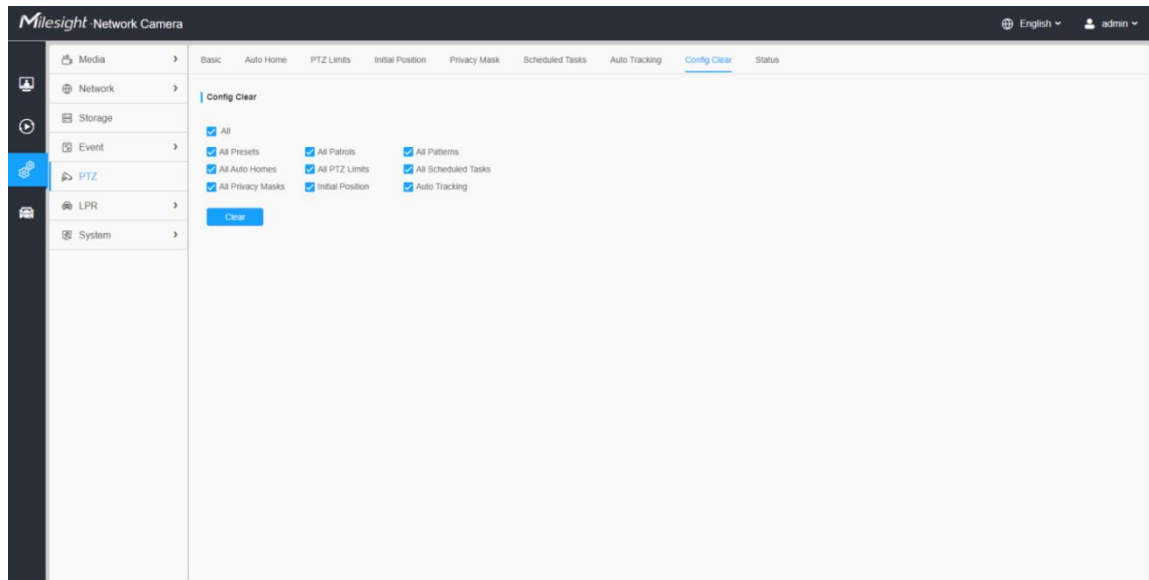 Milesight ·Network Camera
English
admin
Media
Network
Storage
Event
PTZ
LPR
System
Basic Auto Home PTZ Limits Initial Position Privacy Mask Scheduled Tasks Auto Tracking Config Clear Status
Config Clear
All
All Presets All Patrols All Patterns
All Auto Homes All PTZ Limits All Scheduled Tasks
All Privacy Masks Initial Position Auto Tracking
Clear